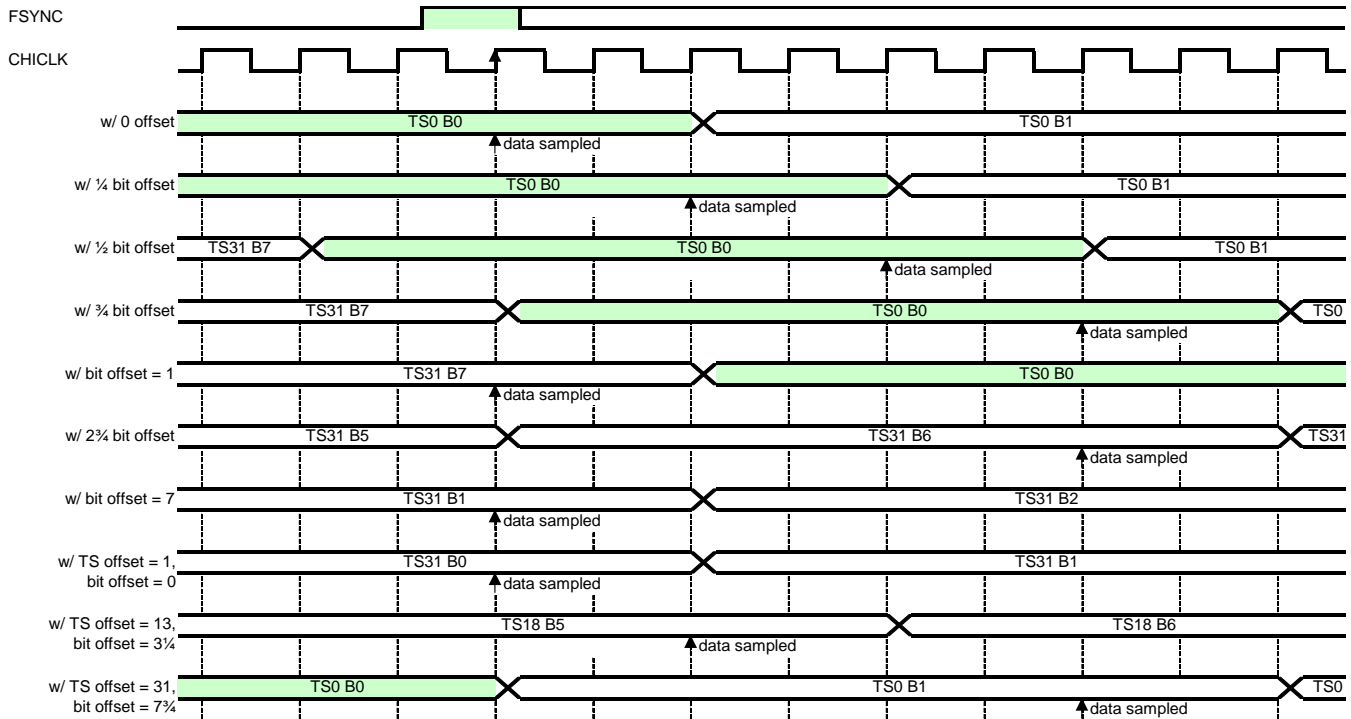 FSYNC
CHICLK
w/ 0 offset TS0 B0 TS0 B1
data sampled
w/ ¼ bit offset TS0 B0 TS0 B1
data sampled
w/ ½ bit offset TS31 B7 TS0 B0 TS0 B1
data sampled
w/ ¾ bit offset TS31 B7 TS0 B0 TS0
data sampled
w/ bit offset = 1 TS31 B7 TS0 B0
data sampled
w/ 2¾ bit offset TS31 B5 TS31 B6 TS31
data sampled
w/ bit offset = 7 TS31 B1 TS31 B2
data sampled
w/ TS offset = 1, TS31 B0 TS31 B1
bit offset = 0 data sampled
w/ TS offset = 13, TS18 B5 TS18 B6
bit offset = 3¼ data sampled
w/ TS offset = 31, TS0 B0 TS0 B1 TS0
bit offset = 7¾ data sampled